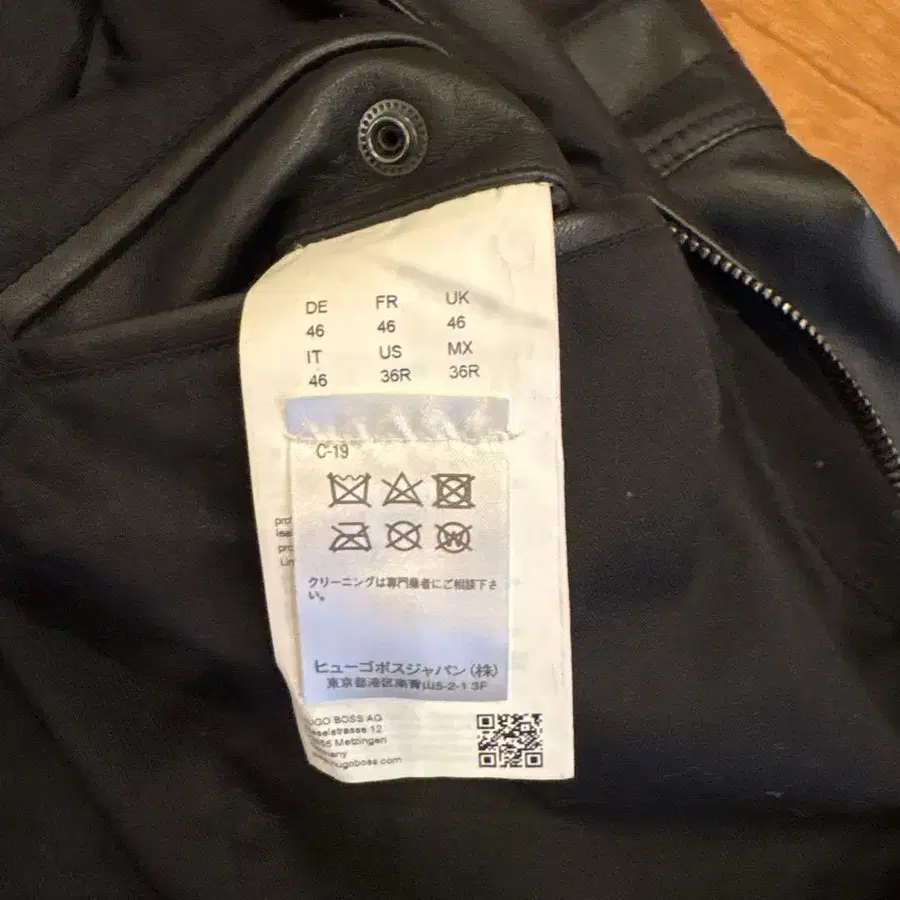 DE FR UK
46 46 46
IT US MX
46 36R 36R
C-19
クリーニングは専門業者にご相談下さ
い。
ヒューゴボスジャパン(株)
東京都港区南青山5-2-1 3F
HUGO BOSS AG
12
Metzingen
Germany
www.hugoboss.com